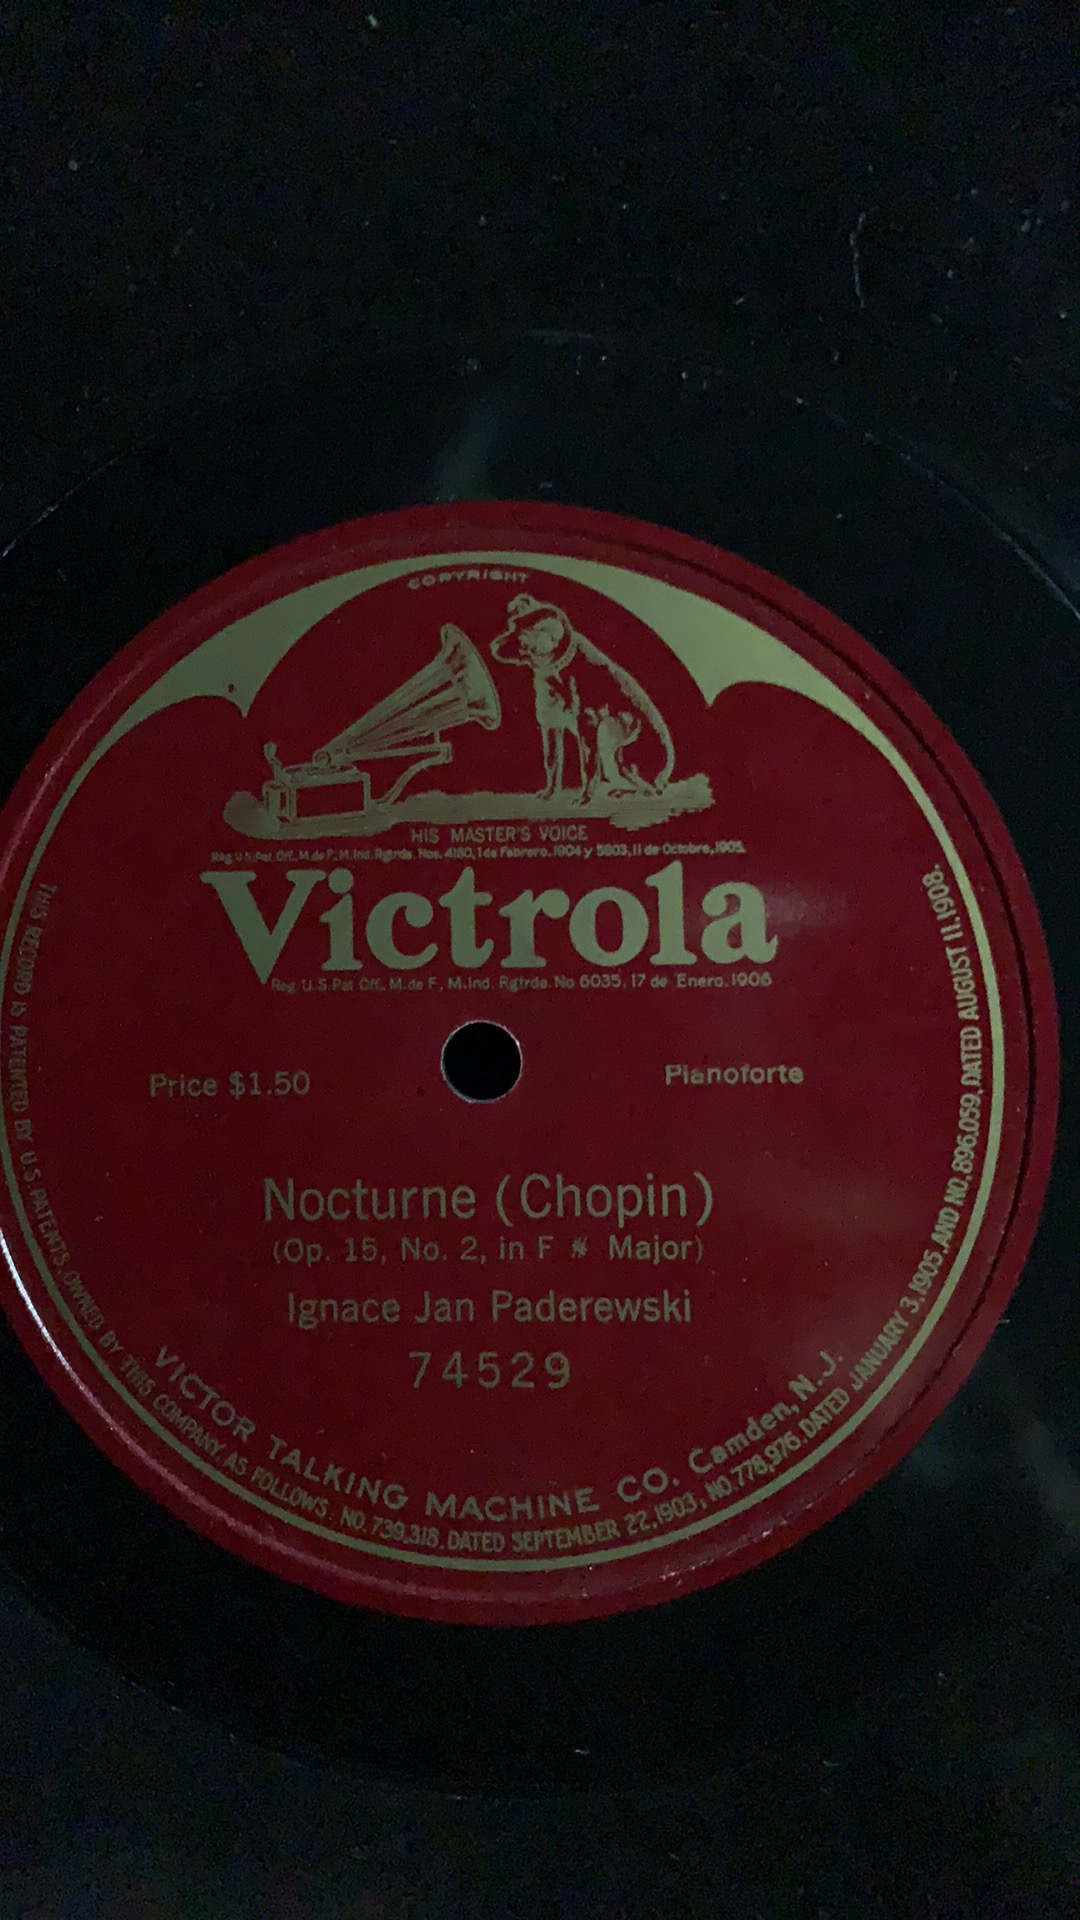 COPYRIGHT
HIS MASTER'S VOICE
Reg. U.S. Pat. Off., M. de F., M. Ind. Rgtrda. Nos. 4180, 1 de Febrero, 1904 y 5803, 11 de Octubre, 1905.
Victrola
Reg. U.S. Pat. Off., M. de F., M. Ind. Rgtrda. No 6035, 17 de Enero, 1906
Price $1.50
Pianoforte
Nocturne (Chopin)
(Op. 15, No. 2, in F # Major)
Ignace Jan Paderewski
74529
VICTOR TALKING MACHINE CO. Camden, N.J.
THIS RECORD IS PATENTED BY U.S. PATENTS, OWNED BY THIS COMPANY, AS FOLLOWS: NO. 739,318, DATED SEPTEMBER 22, 1903, NO. 778,976, DATED JANUARY 3, 1905, AND NO. 896,059, DATED AUGUST 11, 1908.